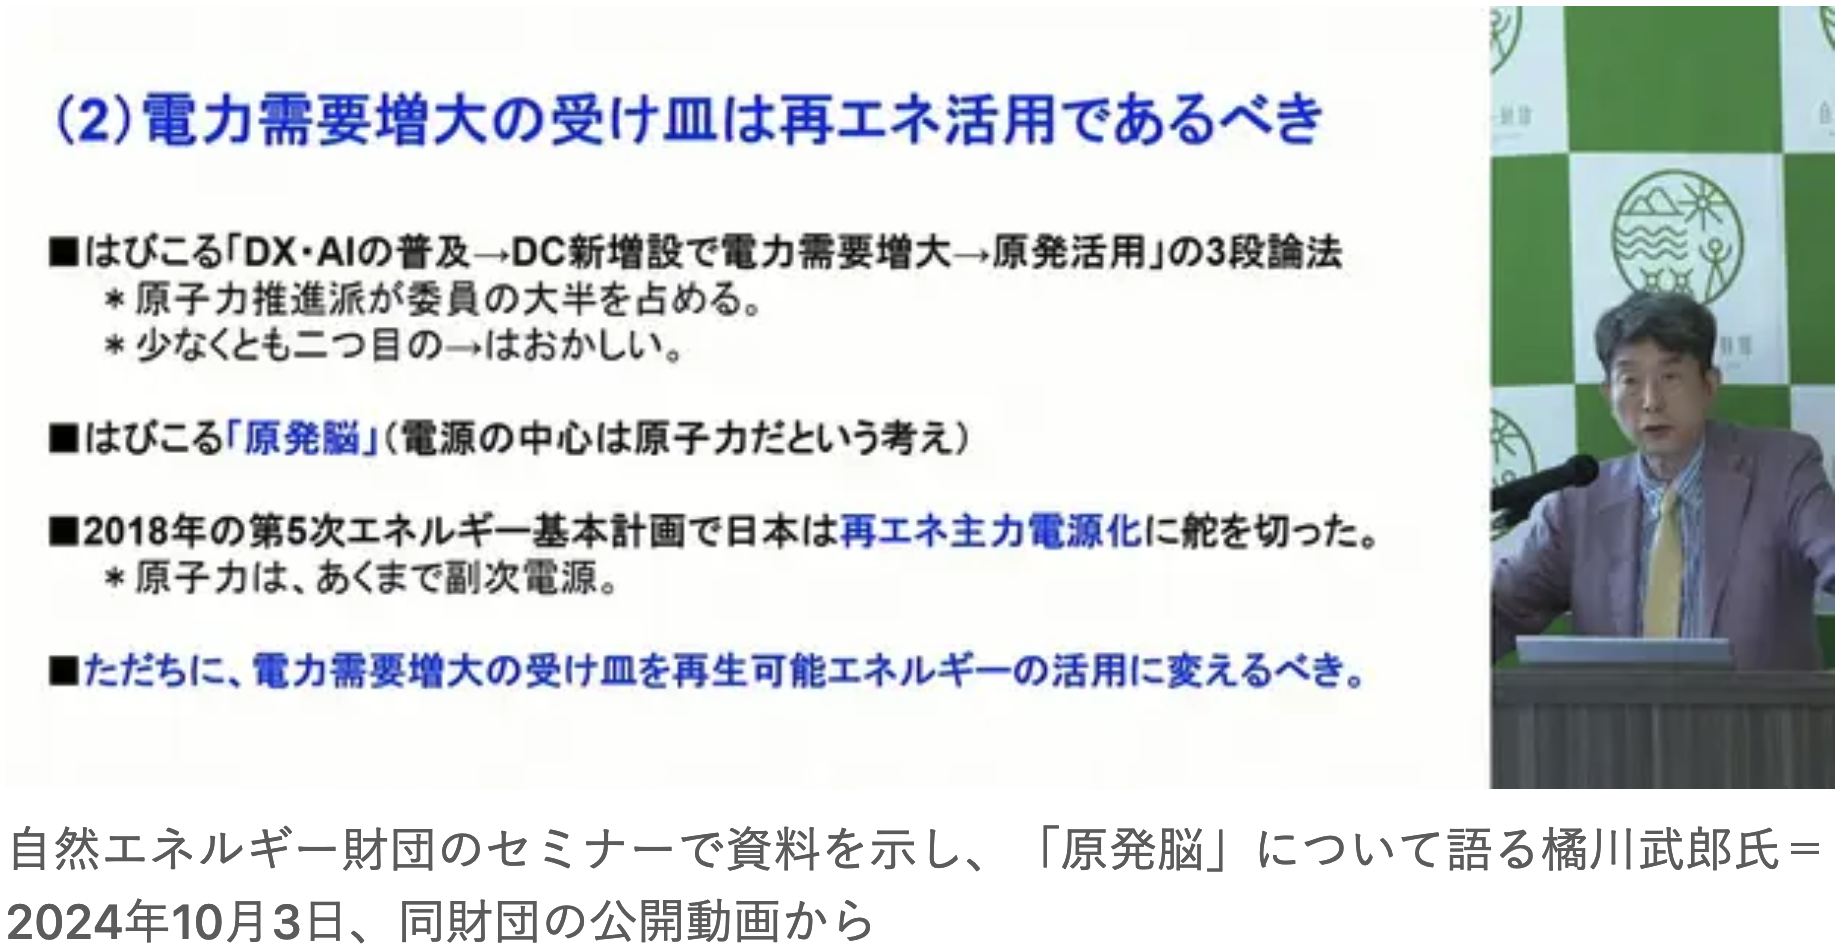 (2)電力需要増大の受け皿は再エネ活用であるべき
■はびこる「DX・AIの普及→DC新増設で電力需要増大→原発活用」の3段論法
＊原子力推進派が委員の大半を占める。
＊少なくとも二つ目の→はおかしい。
■はびこる「原発脳」(電源の中心は原子力だという考え)
■2018年の第5次エネルギー基本計画で日本は再エネ主力電源化に舵を切った。
＊原子力は、あくまで副次電源。
■ただちに、電力需要増大の受け皿を再生可能エネルギーの活用に変えるべき。
自然エネルギー財団のセミナーで資料を示し、「原発脳」について語る橘川武郎氏＝
2024年10月3日、同財団の公開動画から